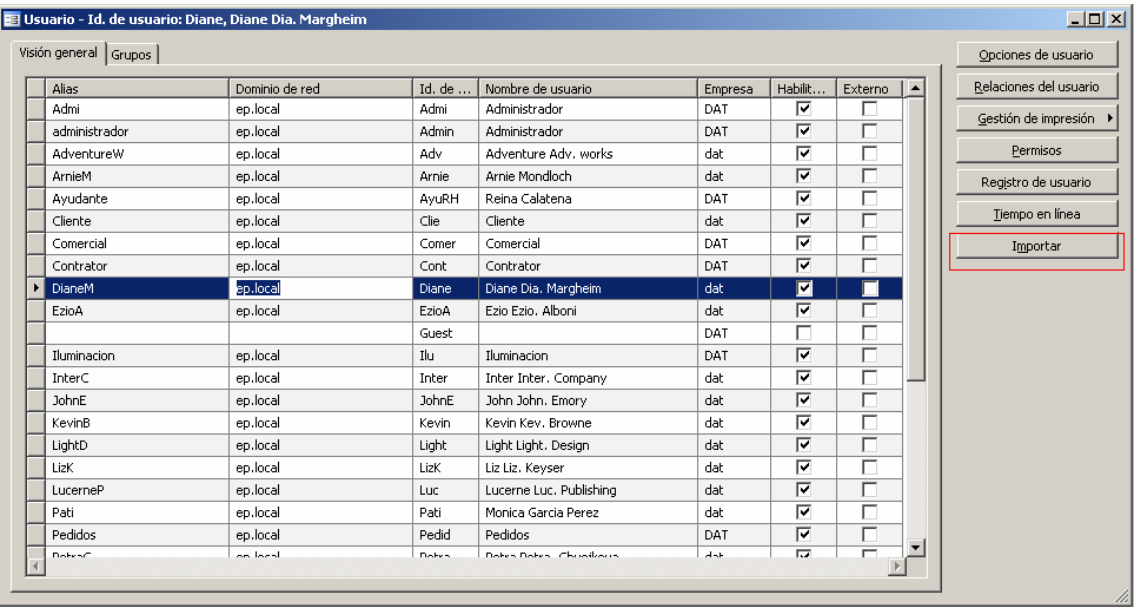 Usuario - Id. de usuario: Diane, Diane Dia. Margheim
Visión general Grupos
Alias Dominio de red Id. de ... Nombre de usuario Empresa Habilit... Externo
Admi ep.local Admi Administrador DAT
administrador ep.local Admin Administrador DAT
AdventureW ep.local Adv Adventure Adv. works dat
ArnieM ep.local Arnie Arnie Mondloch dat
Ayudante ep.local AyuRH Reina Calatena DAT
Cliente ep.local Clie Cliente dat
Comercial ep.local Comer Comercial DAT
Contrator ep.local Cont Contrator DAT
DianeM ep.local Diane Diane Dia. Margheim dat
EzioA ep.local EzioA Ezio Ezio. Alboni dat
Guest DAT
Iluminacion ep.local Ilu Iluminacion DAT
InterC ep.local Inter Inter Inter. Company dat
JohnE ep.local JohnE John John. Emory dat
KevinB ep.local Kevin Kevin Kev. Browne dat
LightD ep.local Light Light Light. Design dat
LizK ep.local LizK Liz Liz. Keyser dat
LucerneP ep.local Luc Lucerne Luc. Publishing dat
Pati ep.local Pati Monica Garcia Perez dat
Pedidos ep.local Pedid Pedidos DAT
Opciones de usuario
Relaciones del usuario
Gestión de impresión
Permisos
Registro de usuario
Tiempo en línea
Importar